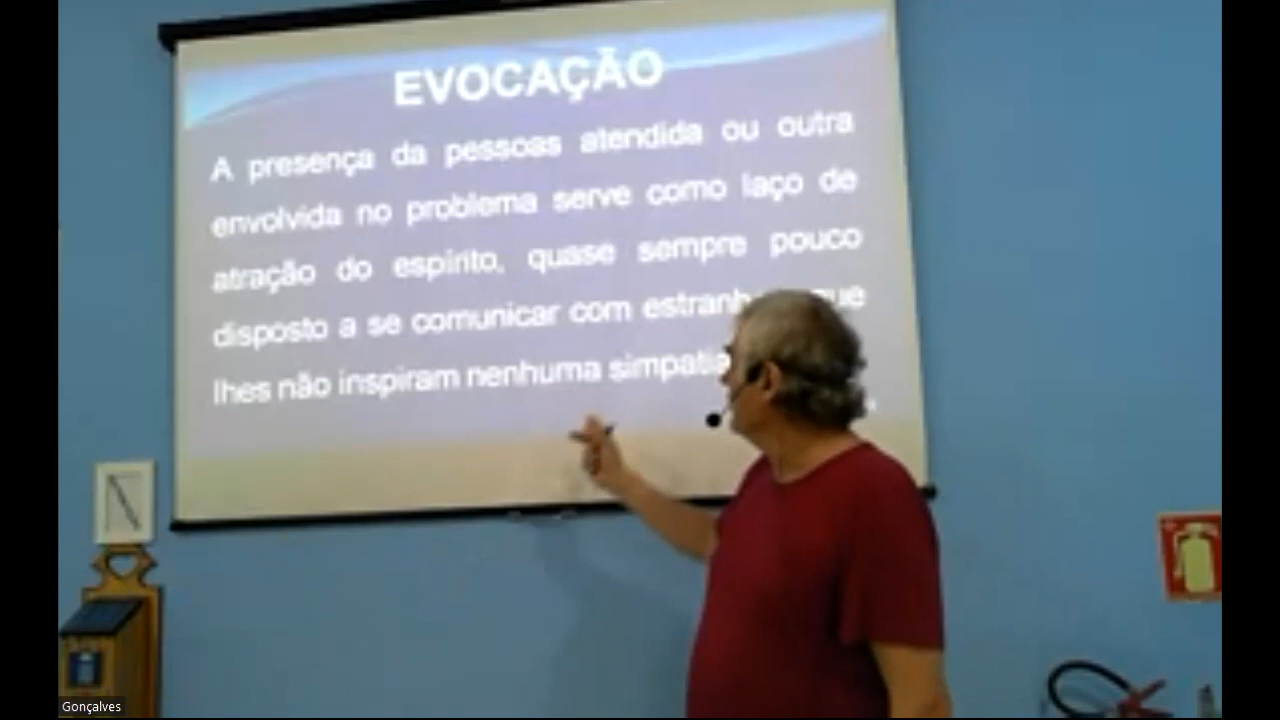 EVOCAÇÃO
A presença da pessoas atendida ou outra
envolvida no problema serve como laço de
atração do espírito, quase sempre pouco
disposto a se comunicar com
lhes não inspiram nenhuma
Gonçalves